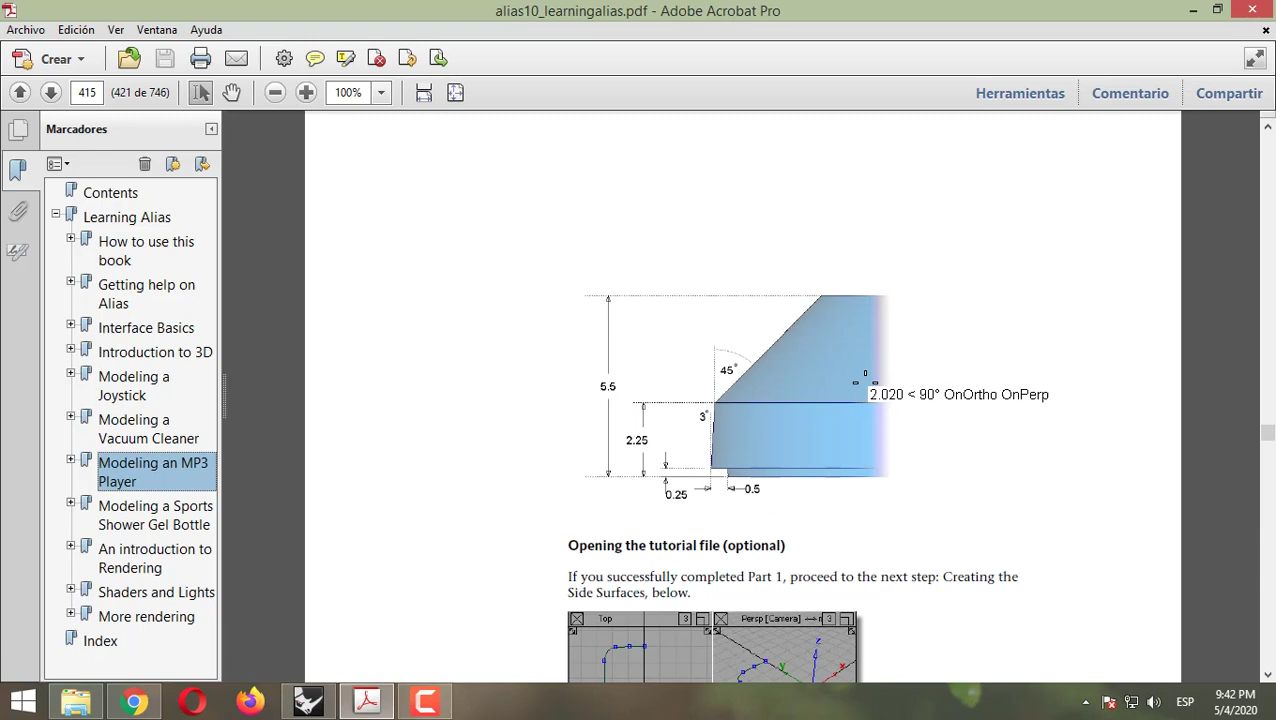 alias10_learningalias.pdf - Adobe Acrobat Pro
Archivo Edición Ver Ventana Ayuda
Crear
415 (421 de 746) 100% Herramientas Comentario Compartir
Marcadores
Contents
Learning Alias
How to use this
book
Getting help on
Alias
Interface Basics
Introduction to 3D
Modeling a
Joystick
Modeling a
Vacuum Cleaner
Modeling an MP3
Player
Modeling a Sports
Shower Gel Bottle
An introduction to
Rendering
Shaders and Lights
More rendering
Index
45°
5.5
2.020 < 90° OnOrtho OnPerp
3°
2.25
0.25 0.5
Opening the tutorial file (optional)
If you successfully completed Part 1, proceed to the next step: Creating the
Side Surfaces, below.
Top 3 Persp [Camera] 3
z
y x
ESP
9:42 PM
5/4/2020